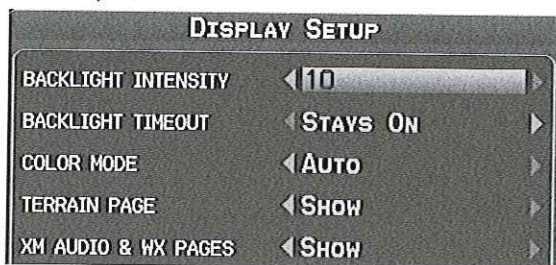 DISPLAY SETUP
BACKLIGHT INTENSITY 10
BACKLIGHT TIMEOUT STAYS ON
COLOR MODE AUTO
TERRAIN PAGE SHOW
XM AUDIO & WX PAGES SHOW